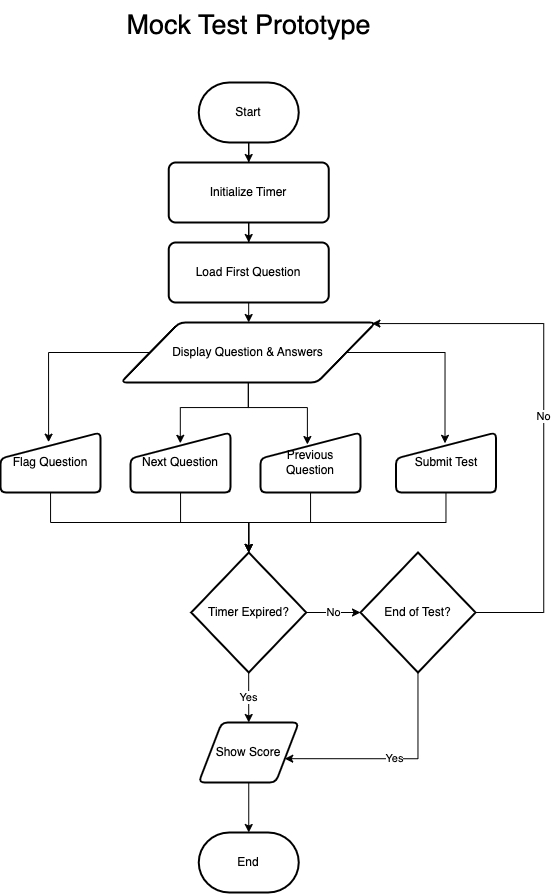 Mock Test Prototype
Start
Initialize Timer
Load First Question
Display Question & Answers
No
Flag Question
Next Question
Previous
Question
Submit Test
Timer Expired?
No
End of Test?
Yes
Show Score
Yes
End